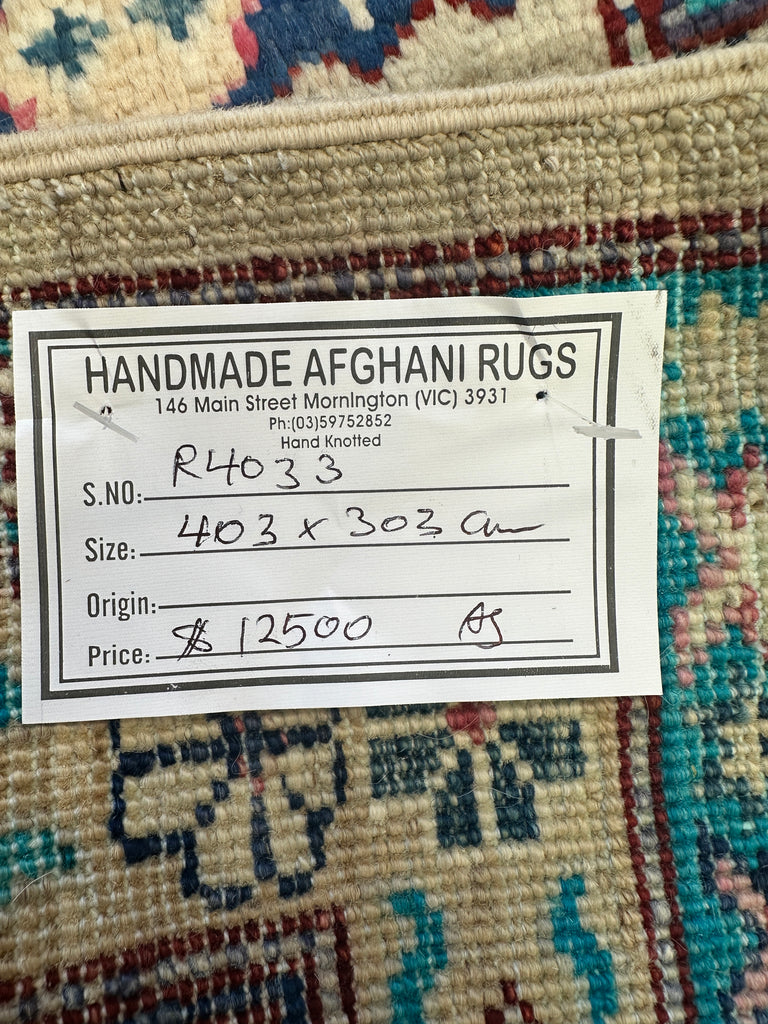 HANDMADE AFGHANI RUGS
146 Main Street MornIngton (VIC) 3931
Ph:(03)59752852
Hand Knotted
S.NO: R4033
Size: 403 x 303 cm
Origin:
Price: $ 12500